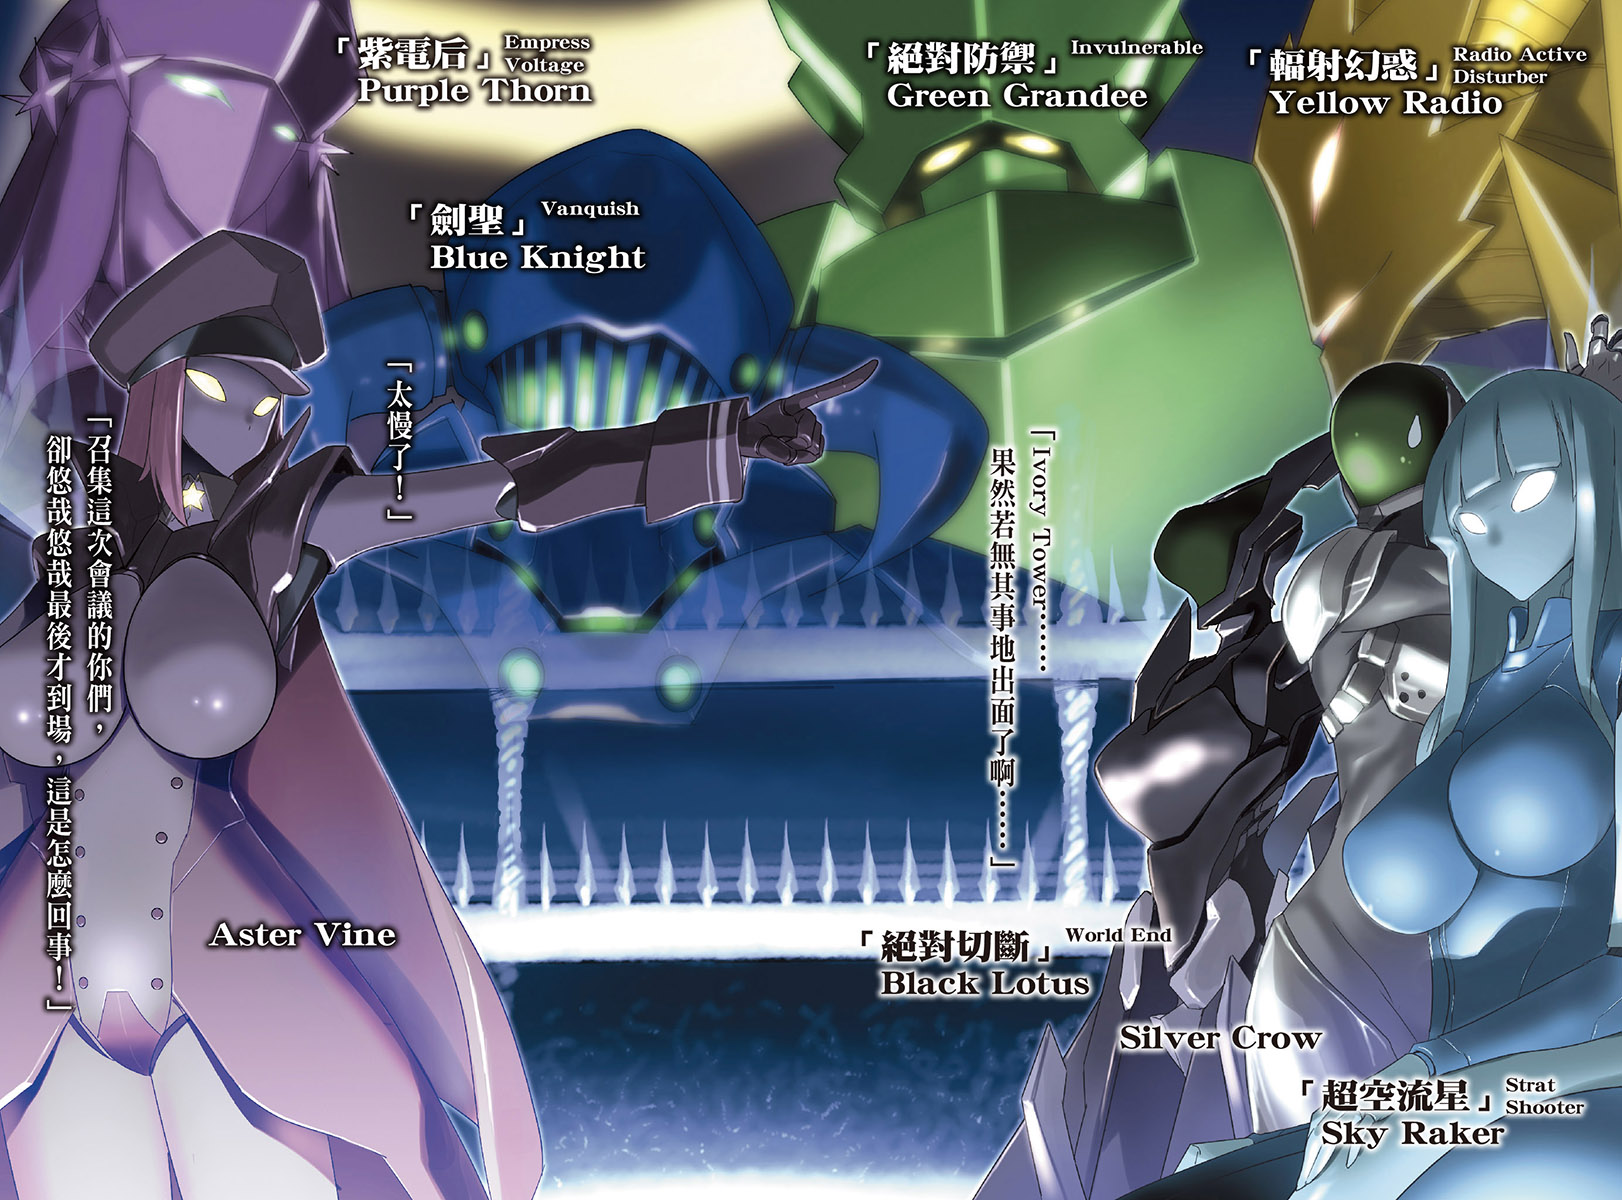 「紫電后」
Empress
Voltage
Purple Thorn
「絕對防禦」
Invulnerable
Green Grandee
「輻射幻惑」
Radio Active
Disturber
Yellow Radio
「劍聖」
Vanquish
Blue Knight
「太慢了！」
「召集這次會議的你們，
卻悠哉悠哉最後才到場，這是怎麼回事！」
「Ivory Tower……
果然若無其事地出面了啊……」
Aster Vine
「絕對切斷」
World End
Black Lotus
Silver Crow
「超空流星」
Strat
Shooter
Sky Raker